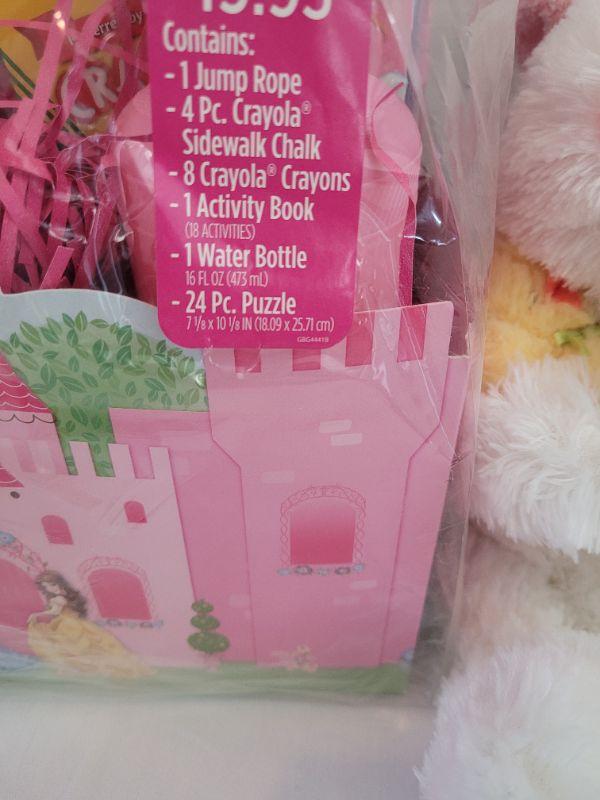 Contains:
- 1 Jump Rope
- 4 Pc. Crayola®
Sidewalk Chalk
- 8 Crayola® Crayons
- 1 Activity Book
(18 ACTIVITIES)
- 1 Water Bottle
16 FL OZ (473 mL)
- 24 Pc. Puzzle
7 1/8 x 10 1/8 IN (18.09 x 25.71 cm)
GBG44419